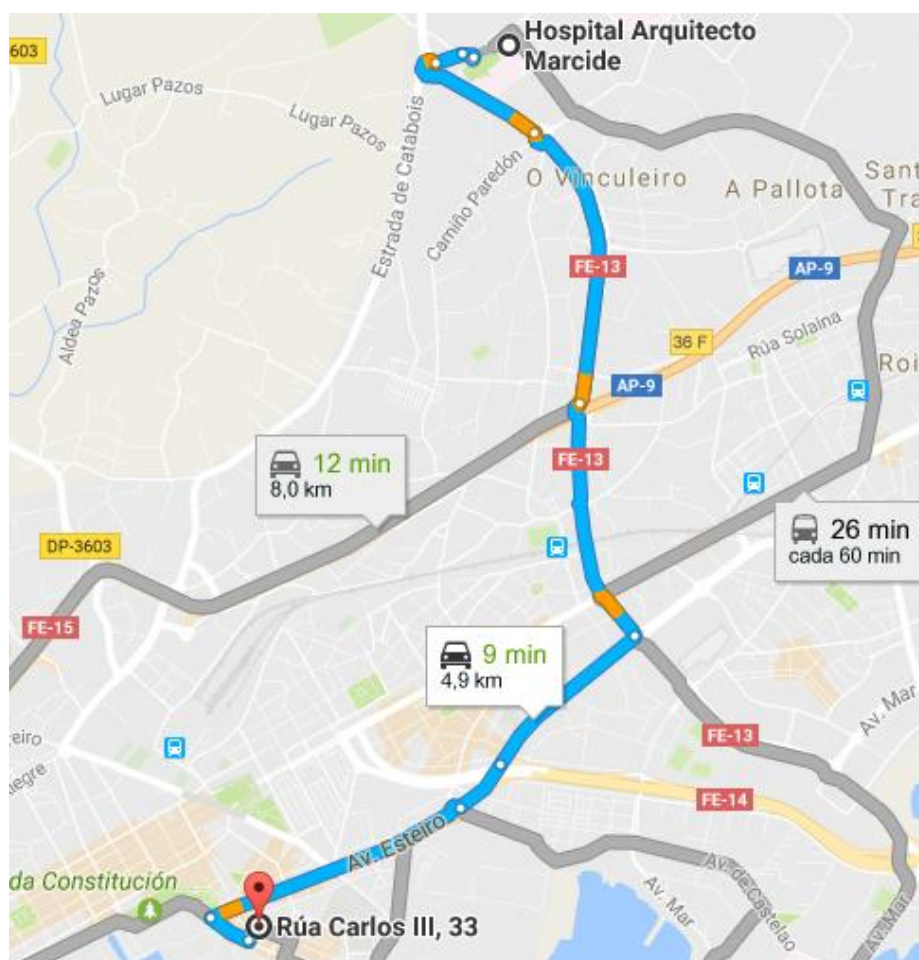 Hospital Arquitecto
Marcide
603
Lugar Pazos
Lugar Pazos
Estrada de Catabois
Camiño Paredón
O Vinculeiro
A Pallota
Sant
Tra
FE-13
AP-9
Aldea Pazos
36 F
Rúa Solaina
Roi
AP-9
12 min
8,0 km
FE-13
26 min
cada 60 min
DP-3603
FE-15
9 min
4,9 km
Av. Mar
FE-13
eiro
egre
FE-14
Av. Esteiro
da Constitución
Av. de Castelao
Av. Mar
Av. Mar
Rúa Carlos III, 33